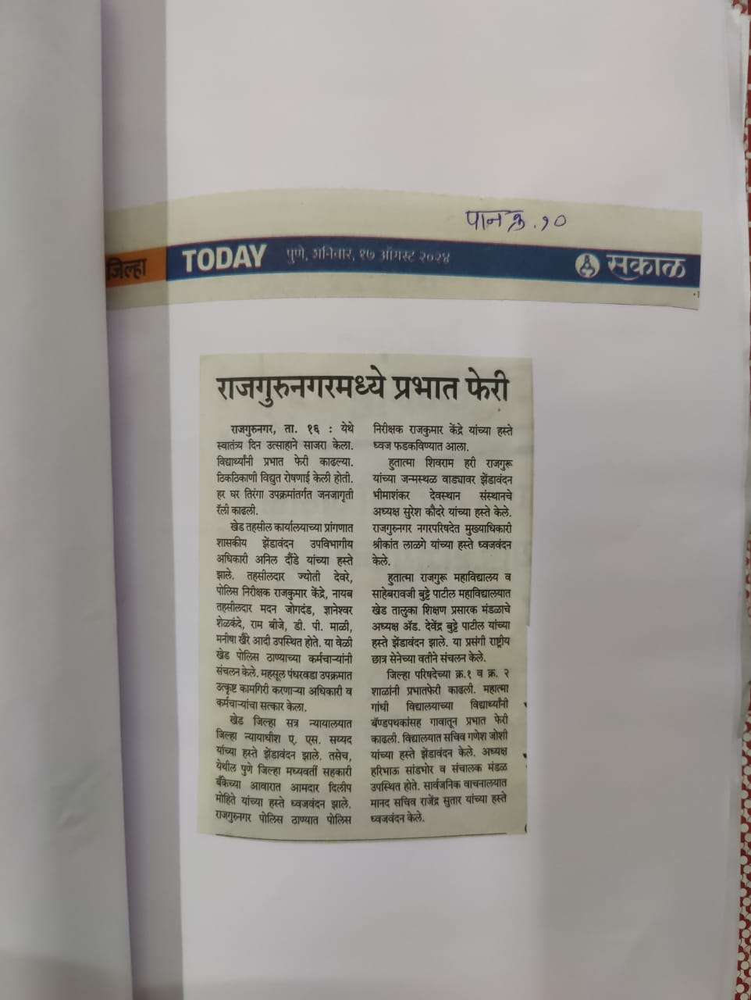 पान क्र. १०
जिल्हा TODAY पुणे, शनिवार, १७ ऑगस्ट २०२४ सकाळ
राजगुरुनगरमध्ये प्रभात फेरी
राजगुरुनगर, ता. १६ : येथे
स्वातंत्र्य दिन उत्साहाने साजरा केला.
विद्यार्थ्यांनी प्रभात फेरी काढल्या.
ठिकठिकाणी विद्युत रोषणाई केली होती.
हर घर तिरंगा उपक्रमांतर्गत जनजागृती
रॅली काढली.
खेड तहसील कार्यालयाच्या प्रांगणात
शासकीय झेंडावंदन उपविभागीय
अधिकारी अनिल दौंडे यांच्या हस्ते
झाले. तहसीलदार ज्योती देवरे,
पोलिस निरीक्षक राजकुमार केंद्रे, नायब
तहसीलदार मदन जोगदंड, ज्ञानेश्वर
शेळकंदे, राम बीजे, डी. पी. माळी,
मनीषा खैरे आदी उपस्थित होते. या वेळी
खेड पोलिस ठाण्याच्या कर्मचाऱ्यांनी
संचलन केले. महसूल पंधरवडा उपक्रमात
उत्कृष्ट कामगिरी करणाऱ्या अधिकारी व
कर्मचाऱ्यांचा सत्कार केला.
खेड जिल्हा सत्र न्यायालयात
जिल्हा न्यायाधीश ए. एस. सय्यद
यांच्या हस्ते झेंडावंदन झाले. तसेच,
येथील पुणे जिल्हा मध्यवर्ती सहकारी
बँकेच्या आवारात आमदार दिलीप
मोहिते यांच्या हस्ते ध्वजवंदन झाले.
राजगुरुनगर पोलिस ठाण्यात पोलिस
निरीक्षक राजकुमार केंद्रे यांच्या हस्ते
ध्वज फडकविण्यात आला.
हुतात्मा शिवराम हरी राजगुरू
यांच्या जन्मस्थळ वाड्यावर झेंडावंदन
भीमाशंकर देवस्थान संस्थानचे
अध्यक्ष सुरेश कौदरे यांच्या हस्ते केले.
राजगुरुनगर नगरपरिषदेत मुख्याधिकारी
श्रीकांत लाळगे यांच्या हस्ते ध्वजवंदन
केले.
हुतात्मा राजगुरू महाविद्यालय व
साहेबरावजी बुट्टे पाटील महाविद्यालयात
खेड तालुका शिक्षण प्रसारक मंडळाचे
अध्यक्ष अ‍ॅड. देवेंद्र बुट्टे पाटील यांच्या
हस्ते झेंडावंदन झाले. या प्रसंगी राष्ट्रीय
छात्र सेनेच्या वतीने संचलन केले.
जिल्हा परिषदेच्या क्र.१ व क्र. २
शाळांनी प्रभातफेरी काढली. महात्मा
गांधी विद्यालयाच्या विद्यार्थ्यांनी
बॅण्डपथकांसह गावातून प्रभात फेरी
काढली. विद्यालयात सचिव गणेश जोशी
यांच्या हस्ते झेंडावंदन केले. अध्यक्ष
हरिभाऊ सांडभोर व संचालक मंडळ
उपस्थित होते. सार्वजनिक वाचनालयात
मानद सचिव राजेंद्र सुतार यांच्या हस्ते
ध्वजवंदन केले.